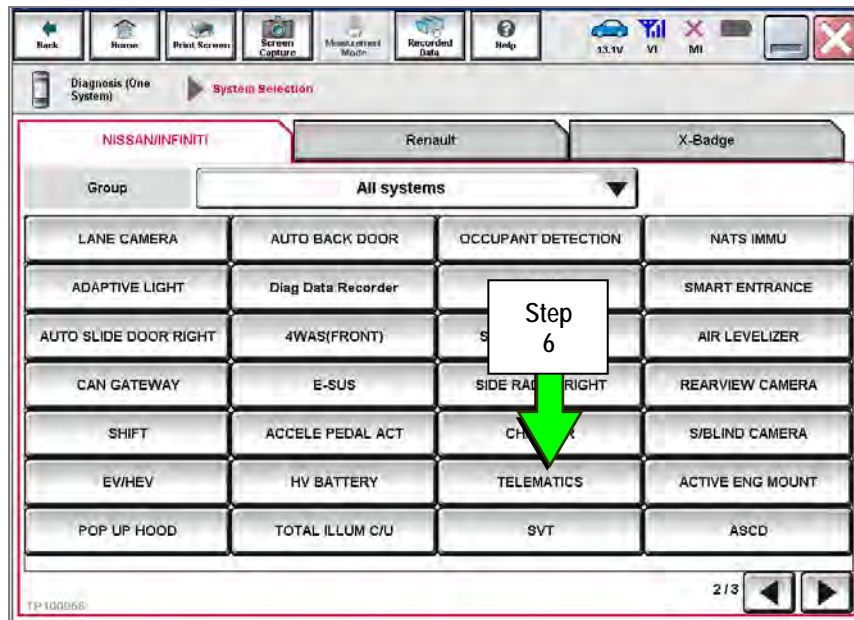 Back
Home
Print Screen
Screen Capture
Measurement Mode
Recorded Data
Help
13.1V
VI
MI
Diagnosis (One System)
System Selection
NISSAN/INFINITI
Renault
X-Badge
Group
All systems
LANE CAMERA
AUTO BACK DOOR
OCCUPANT DETECTION
NATS IMMU
ADAPTIVE LIGHT
Diag Data Recorder
SMART ENTRANCE
Step
6
AUTO SLIDE DOOR RIGHT
4WAS(FRONT)
S
AIR LEVELIZER
CAN GATEWAY
E-SUS
SIDE RA RIGHT
REARVIEW CAMERA
SHIFT
ACCELE PEDAL ACT
CH R
S/BLIND CAMERA
EV/HEV
HV BATTERY
TELEMATICS
ACTIVE ENG MOUNT
POP UP HOOD
TOTAL ILLUM C/U
SVT
ASCD
2/3